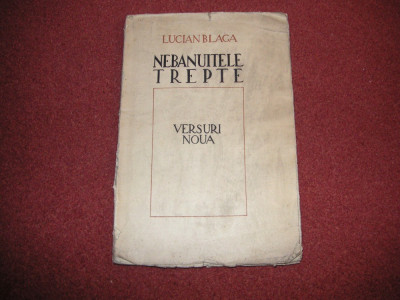 LUCIAN BLAGA
NEBANUITELE
TREPTE
VERSURI
NOUA